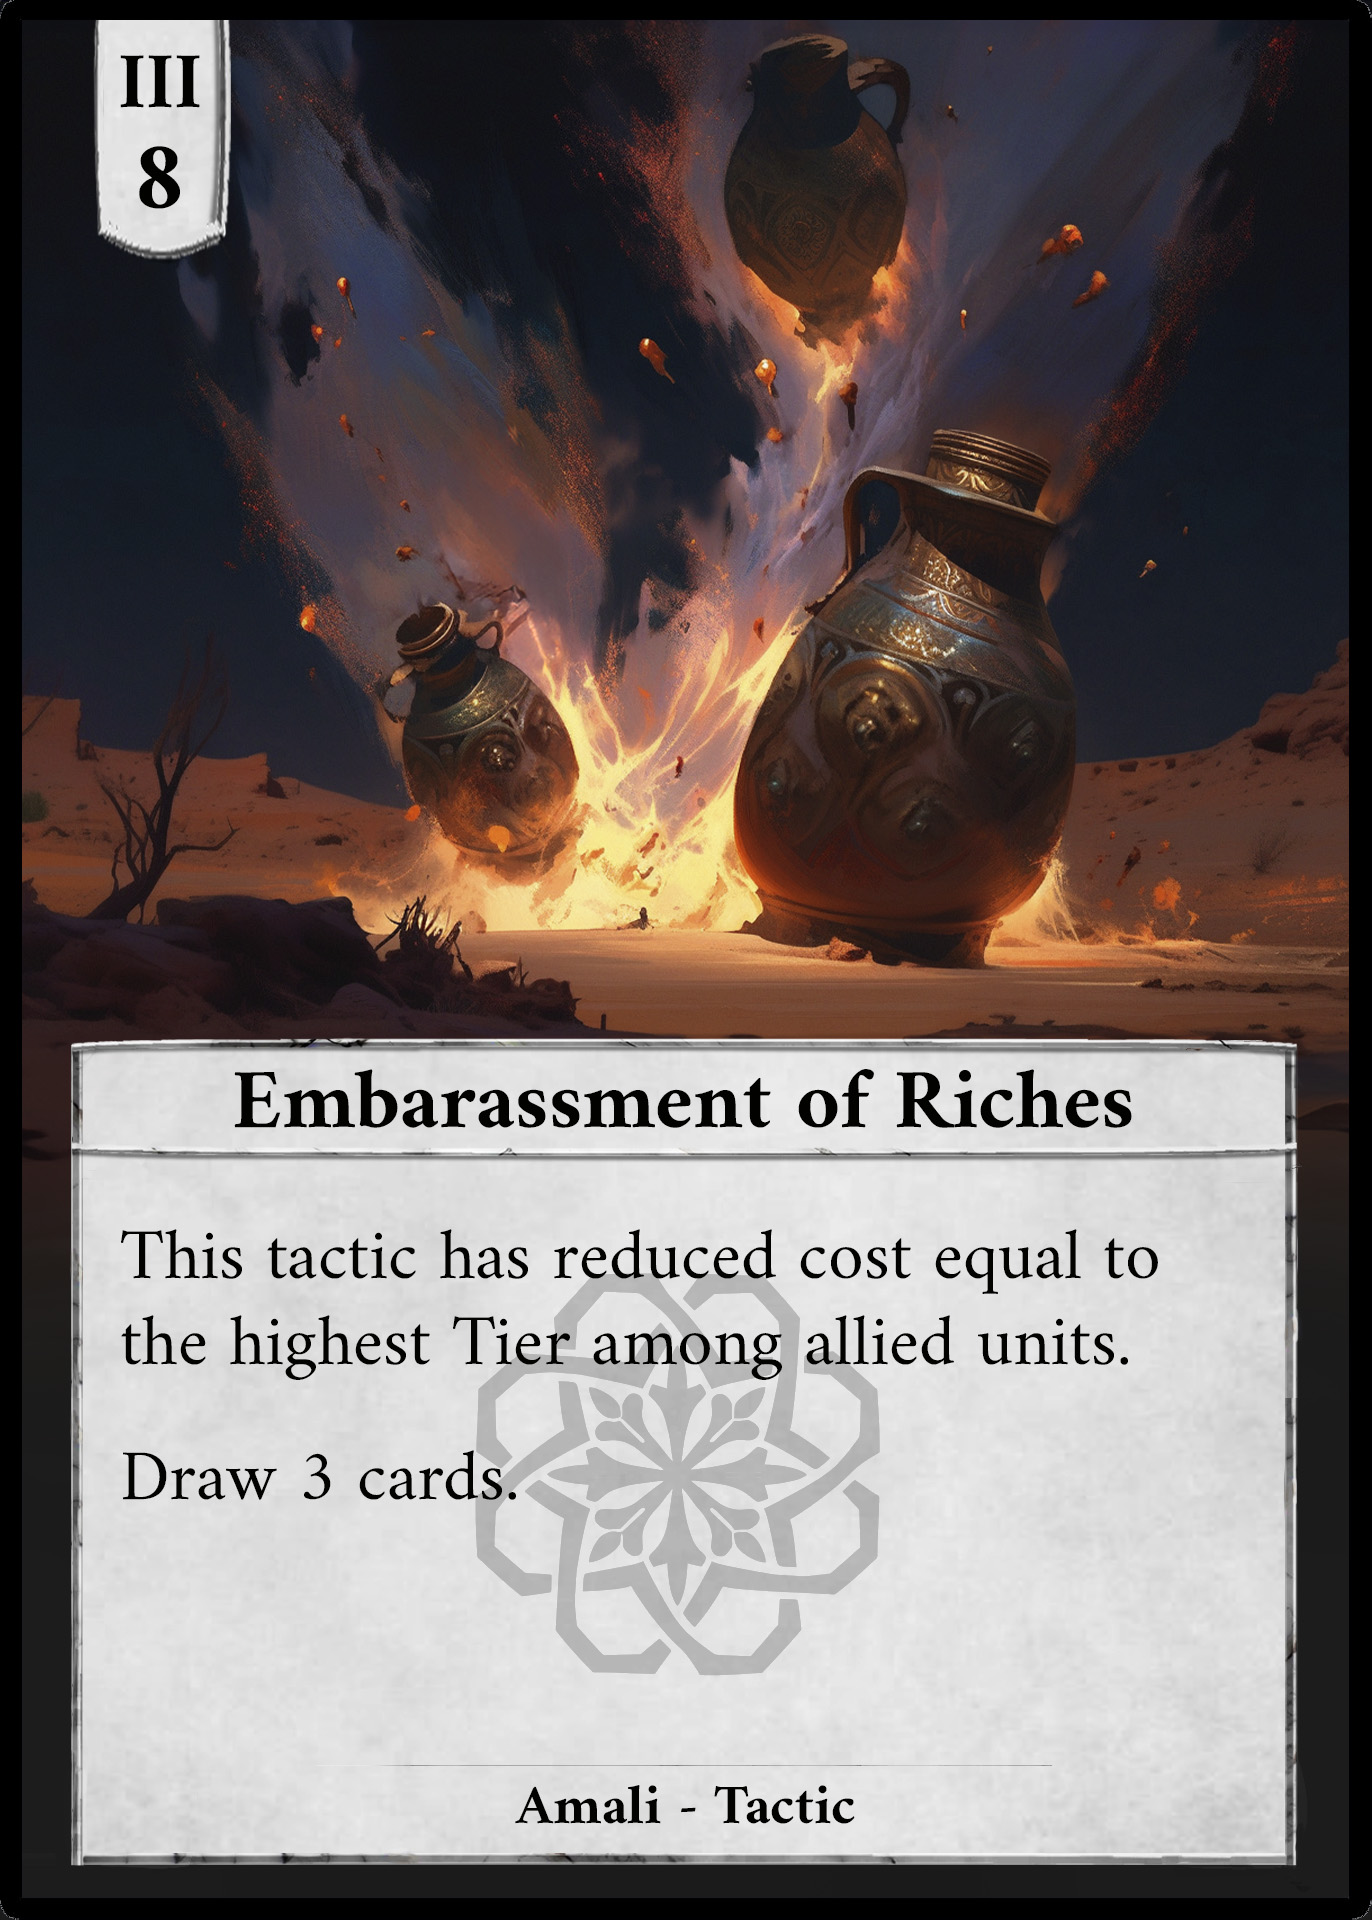 III
8
Embarassment of Riches
This tactic has reduced cost equal to
the highest Tier among allied units.
Draw 3 cards.
Amali - Tactic